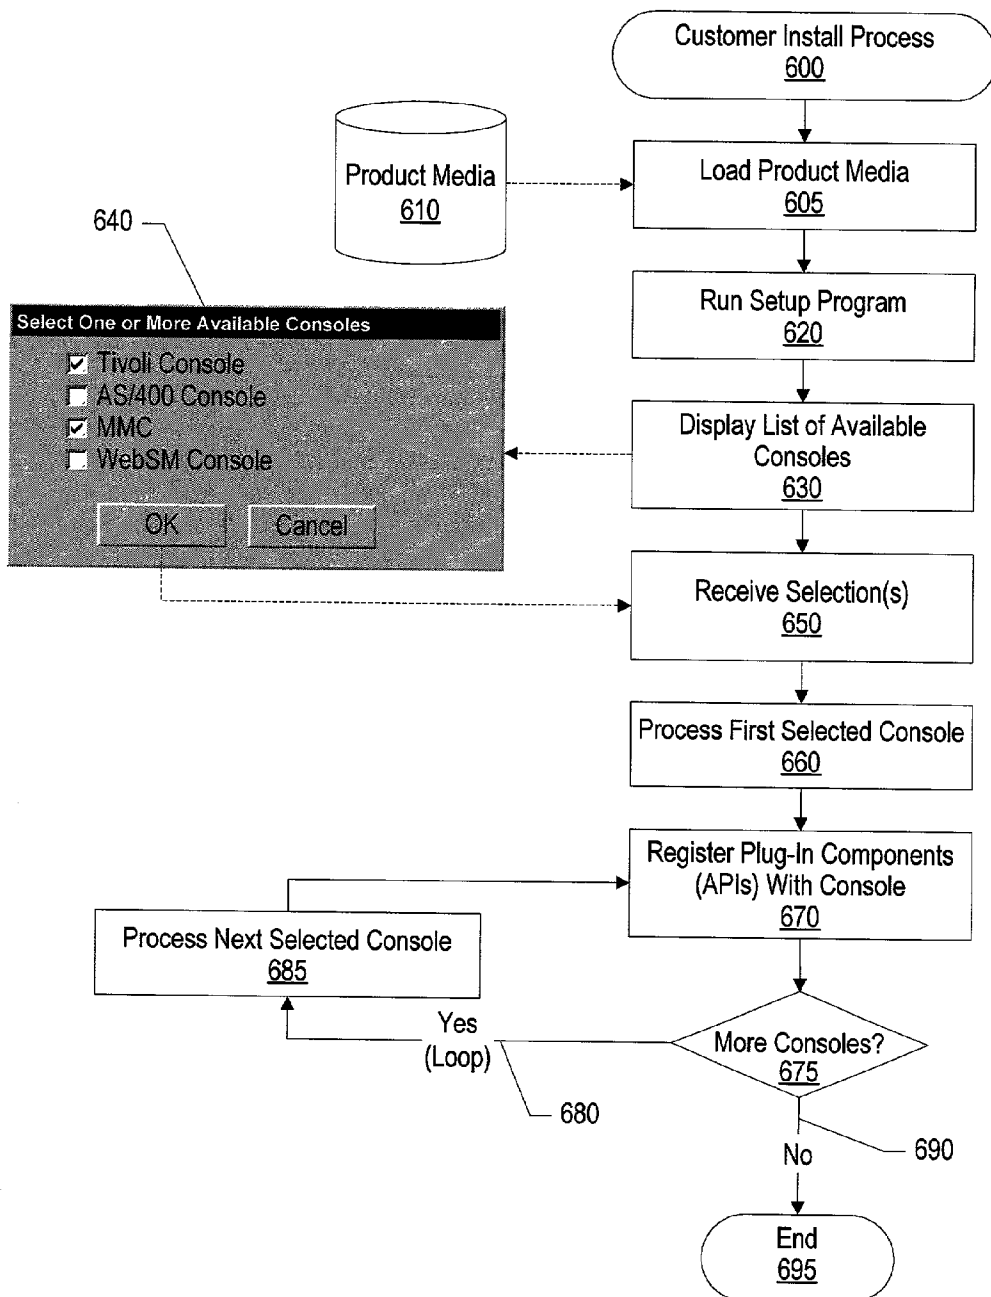 Customer Install Process
600
Product Media
610
Load Product Media
605
640
Run Setup Program
620
Select One or More Available Consoles
Tivoli Console
AS/400 Console
MMC
WebSM Console
OK
Cancel
Display List of Available
Consoles
630
Receive Selection(s)
650
Process First Selected Console
660
Register Plug-In Components
(APIs) With Console
670
Process Next Selected Console
685
Yes
(Loop)
680
More Consoles?
675
690
No
End
695